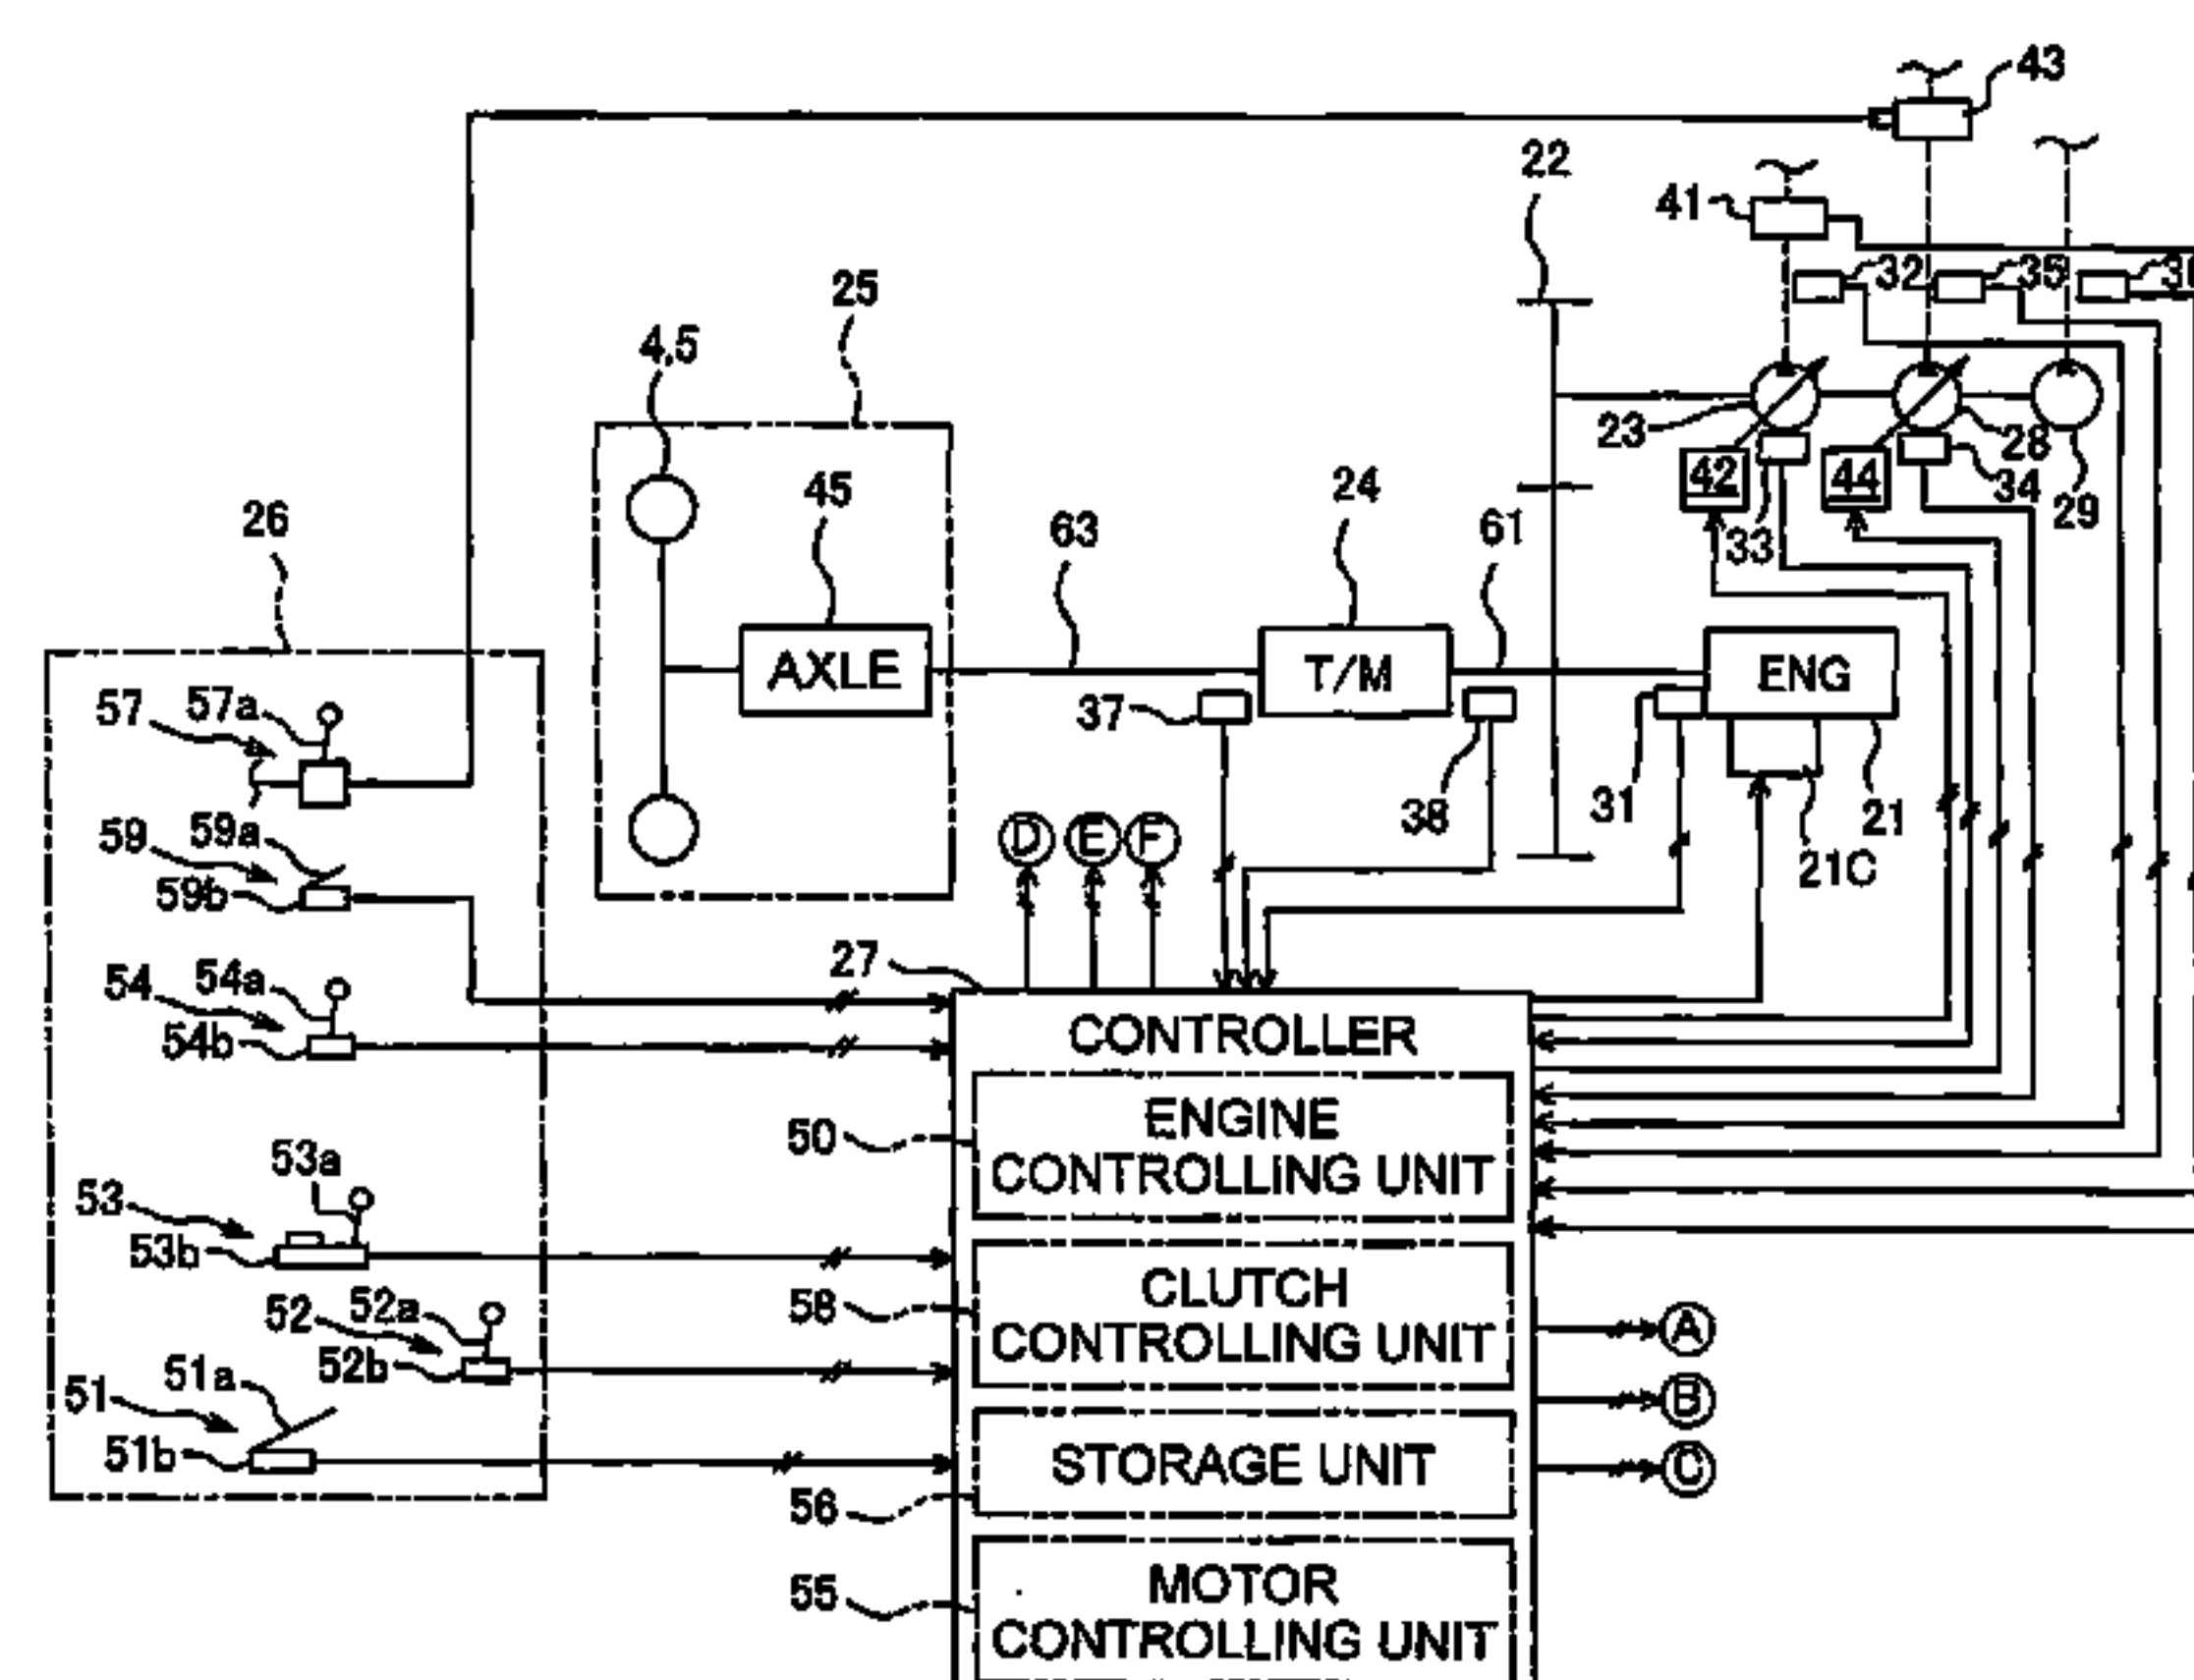 43
22
41
32
35
25
4,5
23
28
42
44
34
29
33
45
24
63
61
26
AXLE
T/M
ENG
57
57a
37
38
31
21
21C
59
59a
59b
D
E
F
54
54a
54b
27
CONTROLLER
50
ENGINE
CONTROLLING UNIT
53a
53
53b
58
CLUTCH
CONTROLLING UNIT
A
52
52a
52b
B
51
51a
51b
STORAGE UNIT
C
56
55
MOTOR
CONTROLLING UNIT